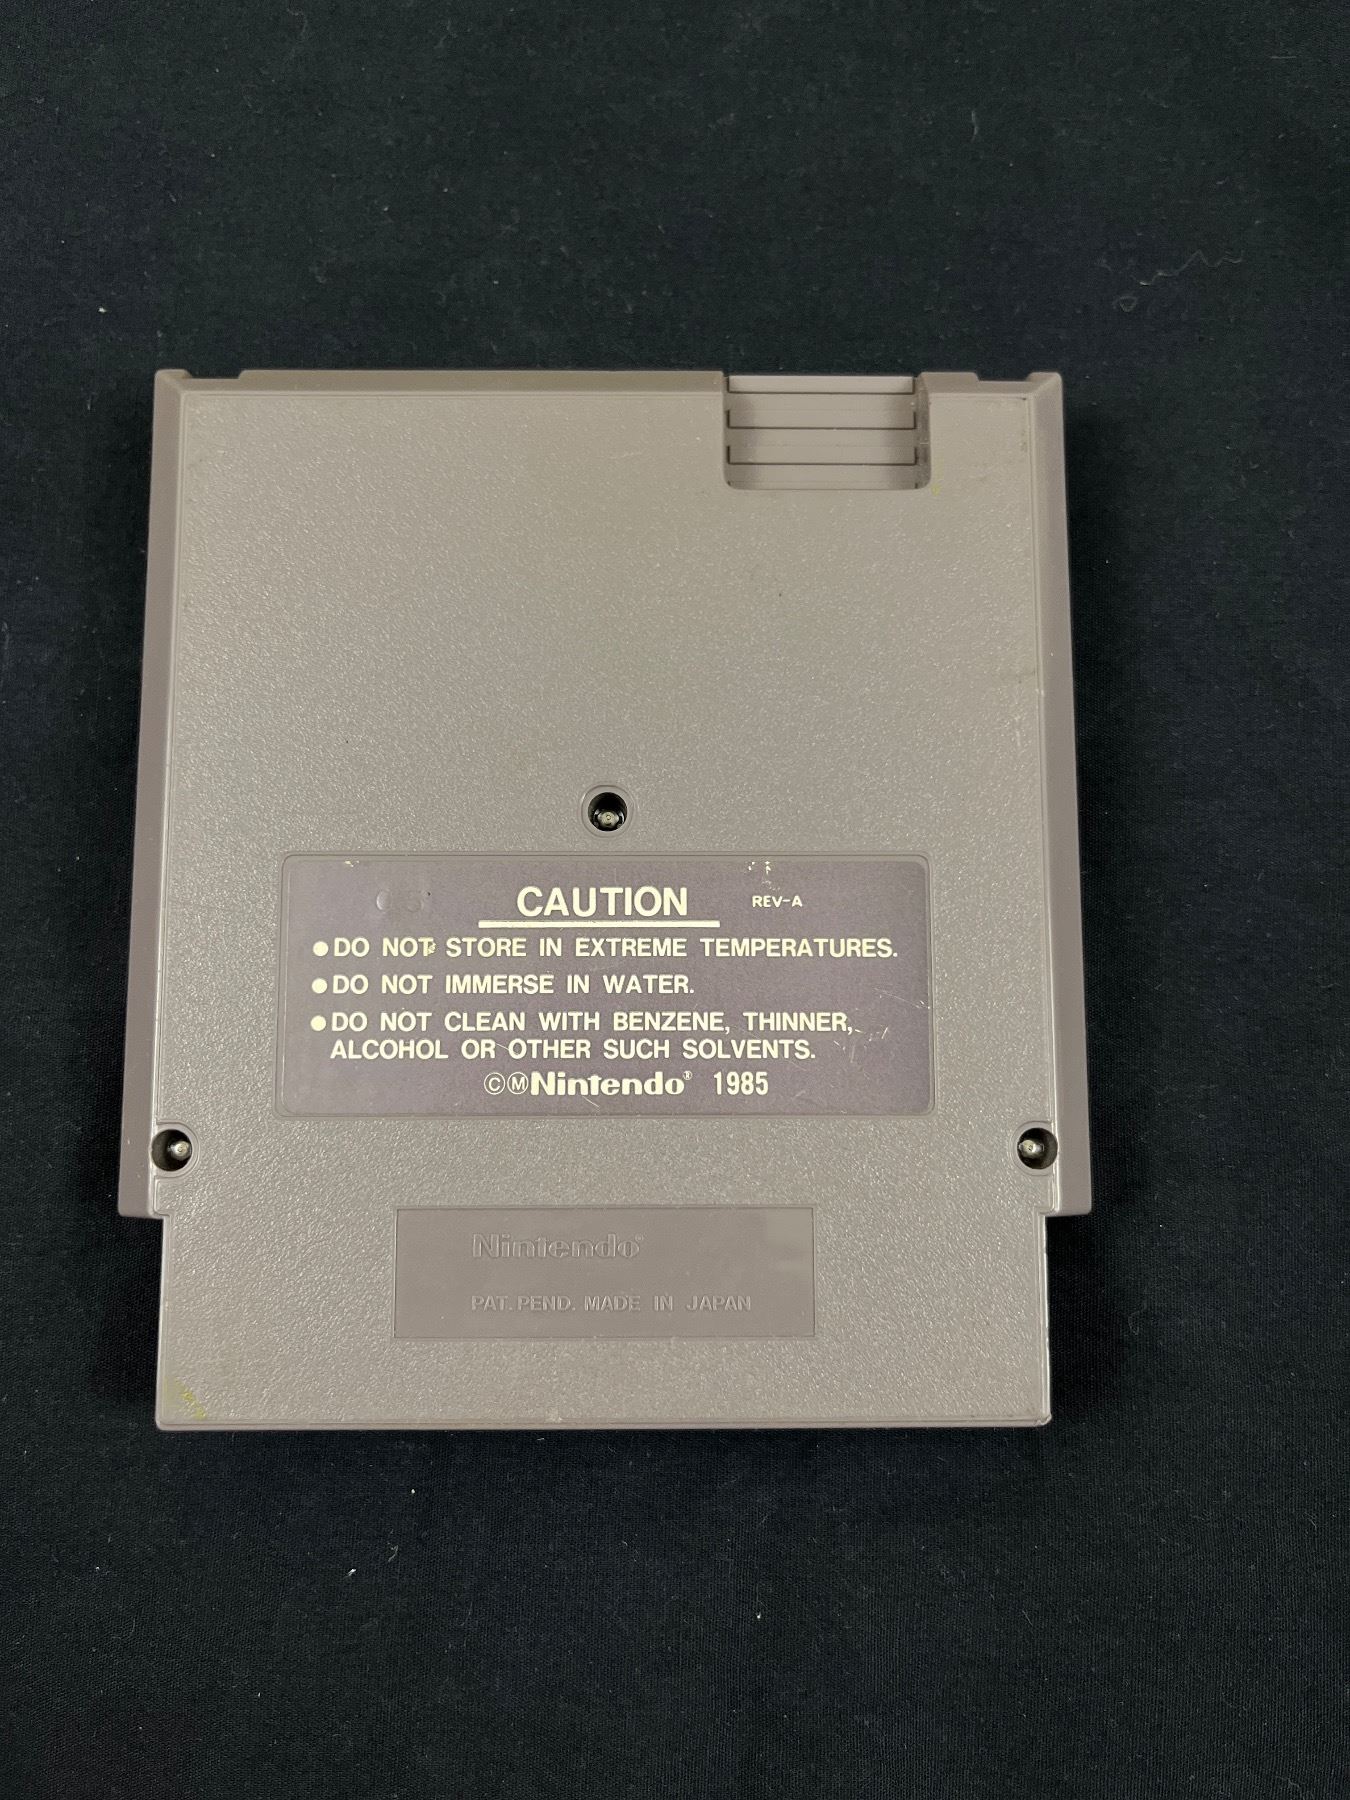 CAUTION REV-A
●DO NOT STORE IN EXTREME TEMPERATURES.
●DO NOT IMMERSE IN WATER.
●DO NOT CLEAN WITH BENZENE, THINNER,
ALCOHOL OR OTHER SUCH SOLVENTS.
©ⓂNintendo® 1985
Nintendo®
PAT. PEND. MADE IN JAPAN